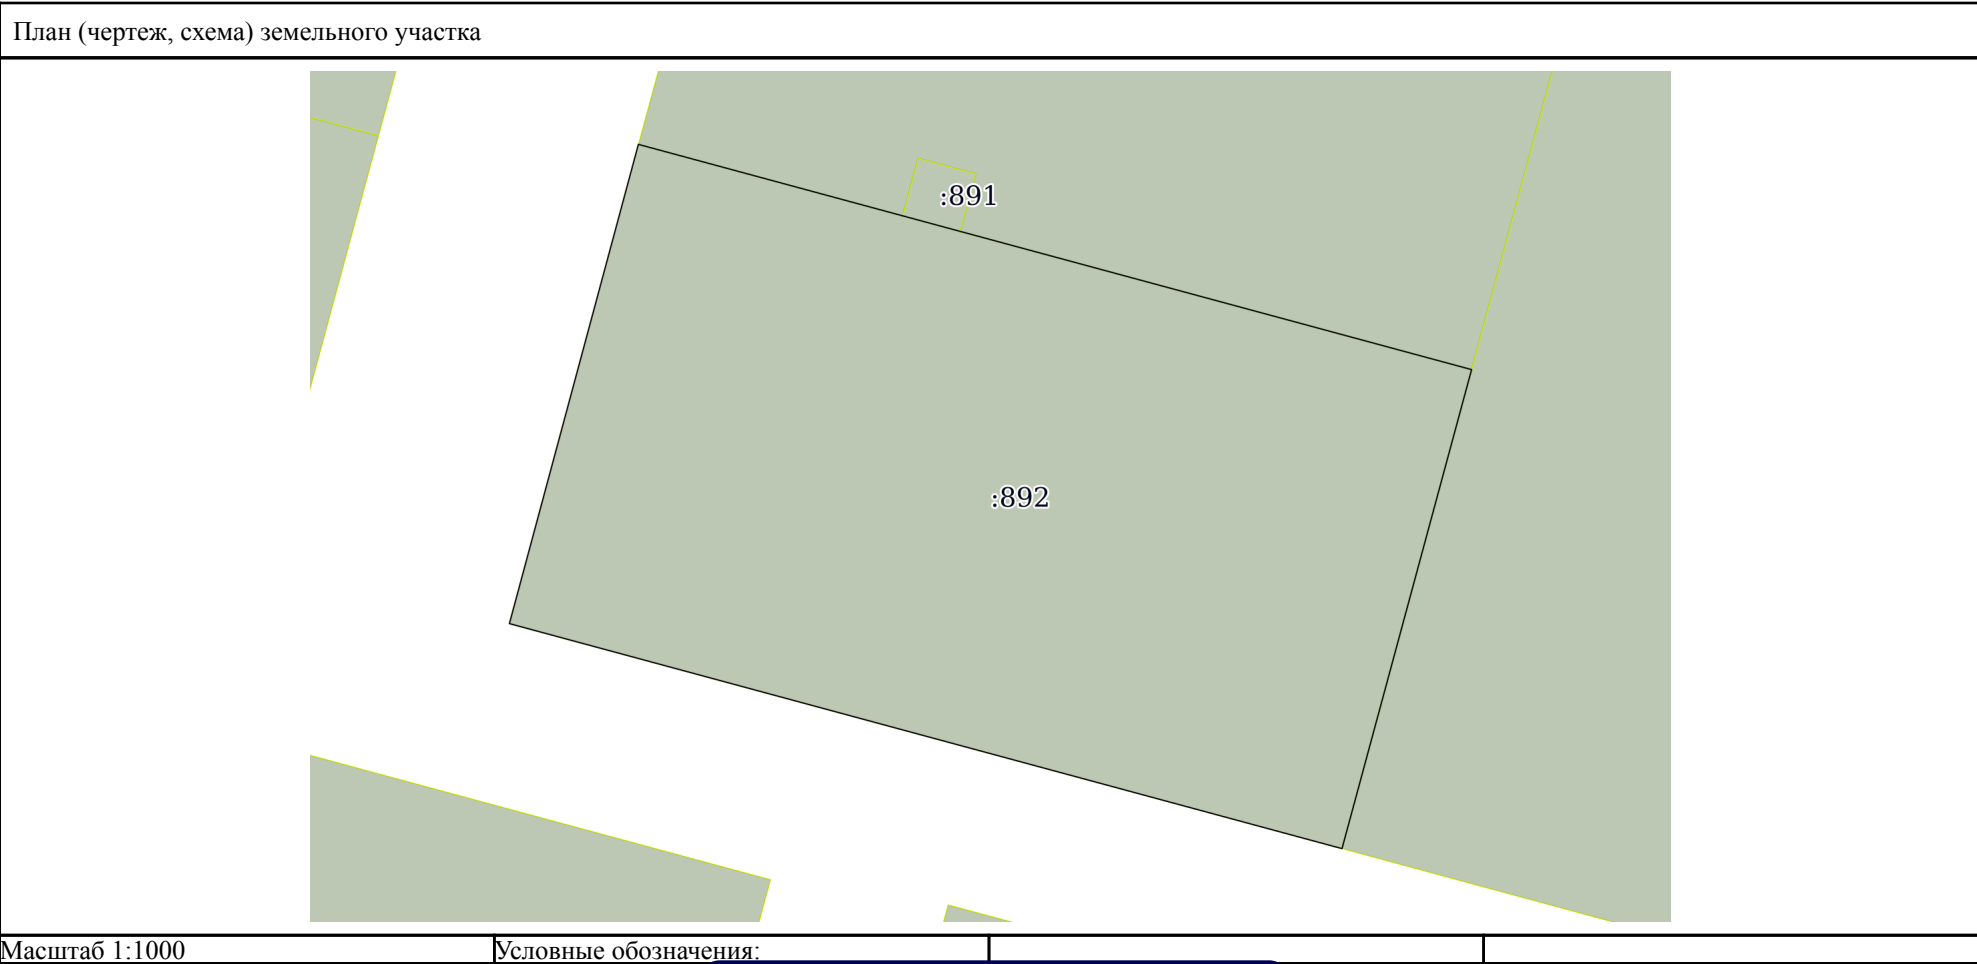 План (чертеж, схема) земельного участка
:891
:892
Масштаб 1:1000
Условные обозначения: